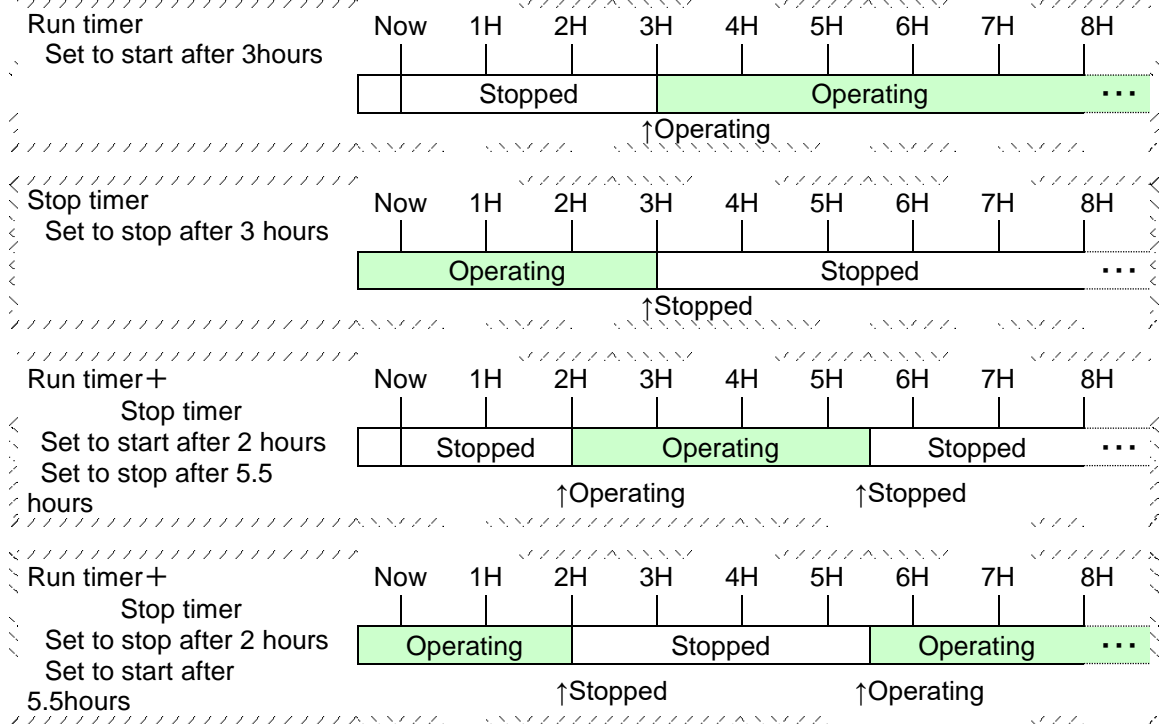 Run timer
Set to start after 3hours
Now 1H 2H 3H 4H 5H 6H 7H 8H
Stopped Operating ···
↑Operating
Stop timer
Set to stop after 3 hours
Now 1H 2H 3H 4H 5H 6H 7H 8H
Operating Stopped ···
↑Stopped
Run timer＋
Stop timer
Set to start after 2 hours
Set to stop after 5.5
hours
Now 1H 2H 3H 4H 5H 6H 7H 8H
Stopped Operating Stopped ···
↑Operating ↑Stopped
Run timer＋
Stop timer
Set to stop after 2 hours
Set to start after
5.5hours
Now 1H 2H 3H 4H 5H 6H 7H 8H
Operating Stopped Operating ···
↑Stopped ↑Operating